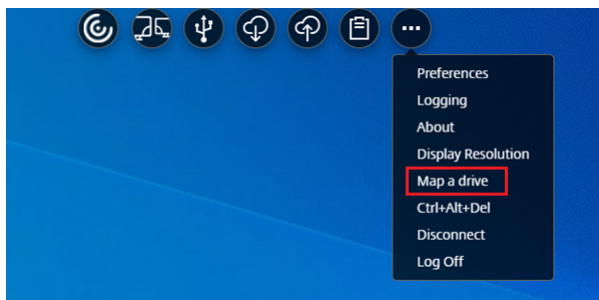 Preferences
Logging
About
Display Resolution
Map a drive
Ctrl+Alt+Del
Disconnect
Log Off